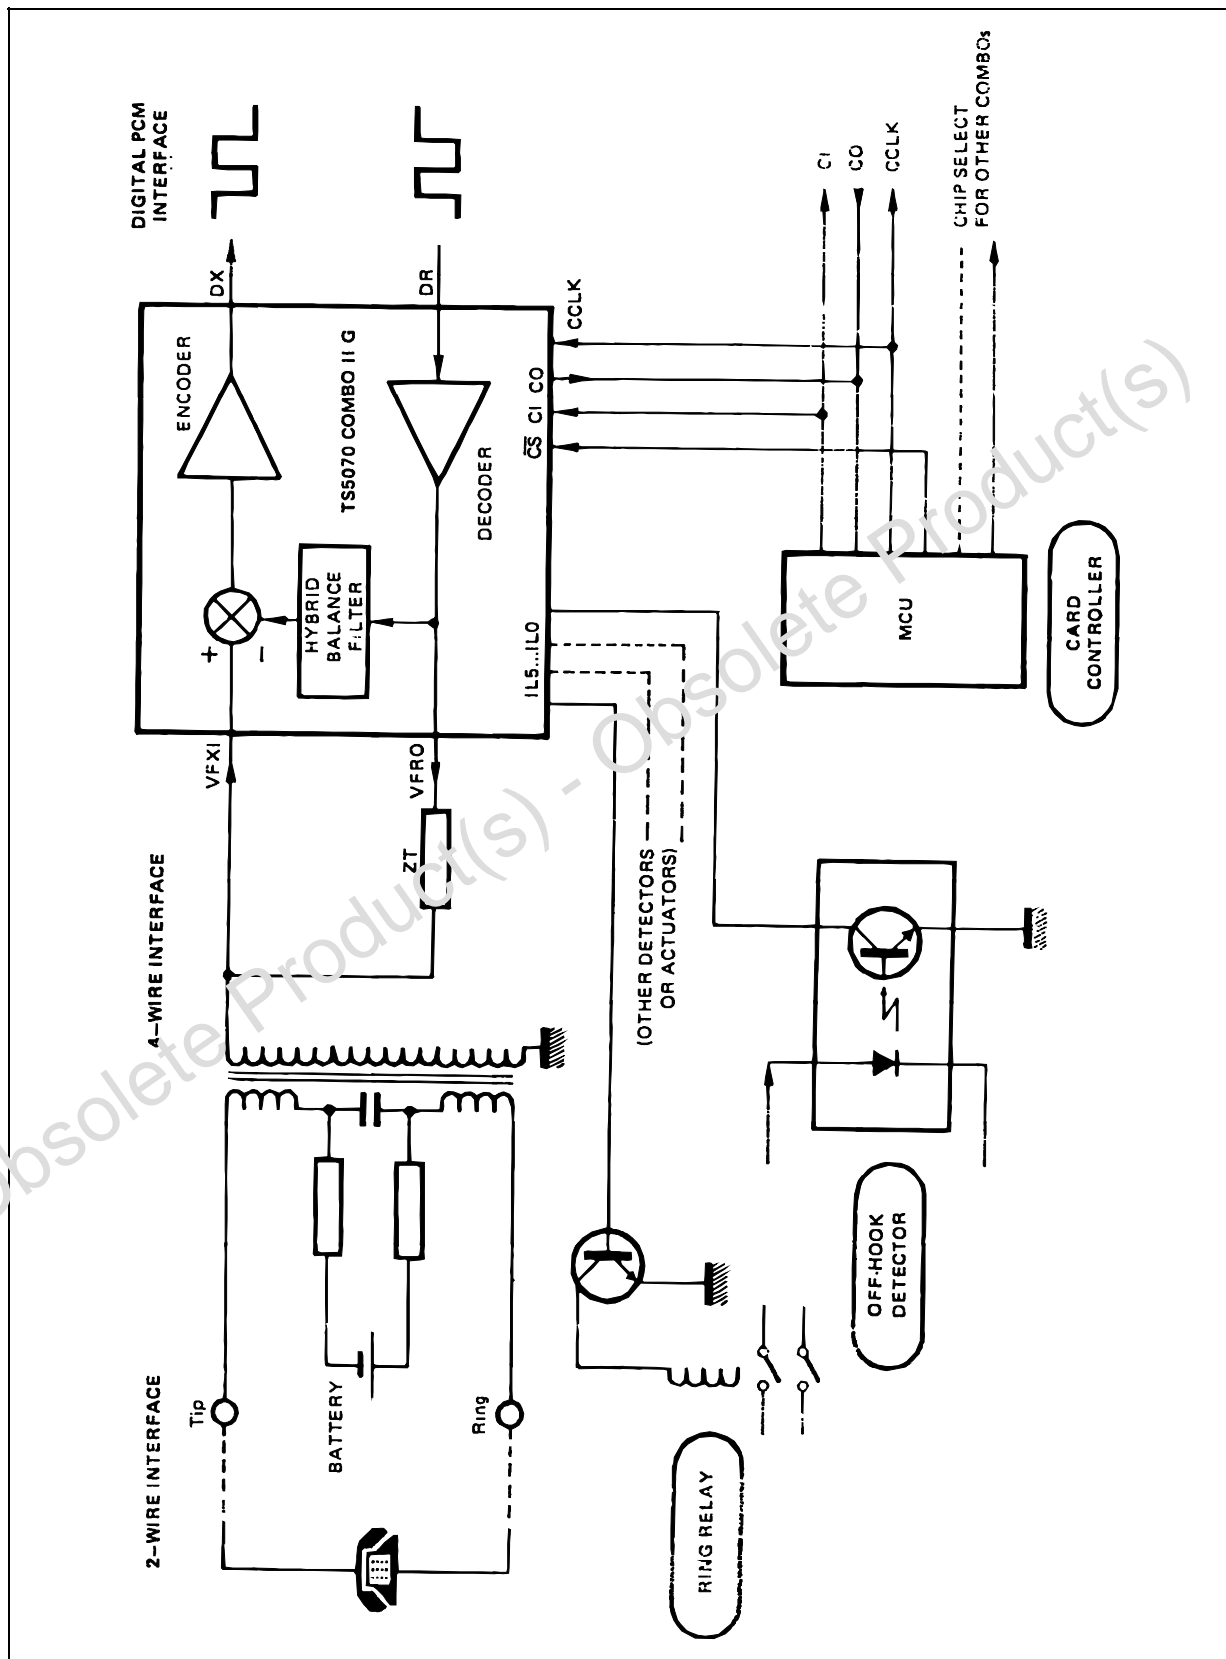 2-WIRE INTERFACE
4-WIRE INTERFACE
DIGITAL PCM
INTERFACE
Tip
BATTERY
Ring
VFXI
VFRO
ZT
+
-
HYBRID
BALANCE
FILTER
ENCODER
TS5070 COMBO II G
DECODER
DX
DR
IL5...IL0
CS CI CO
CCLK
(OTHER DETECTORS
OR ACTUATORS)
RING RELAY
OFF-HOOK
DETECTOR
MCU
CARD
CONTROLLER
CI
CO
CCLK
CHIP SELECT
FOR OTHER COMBOs
Obsolete Product(s) - Obsolete Product(s)